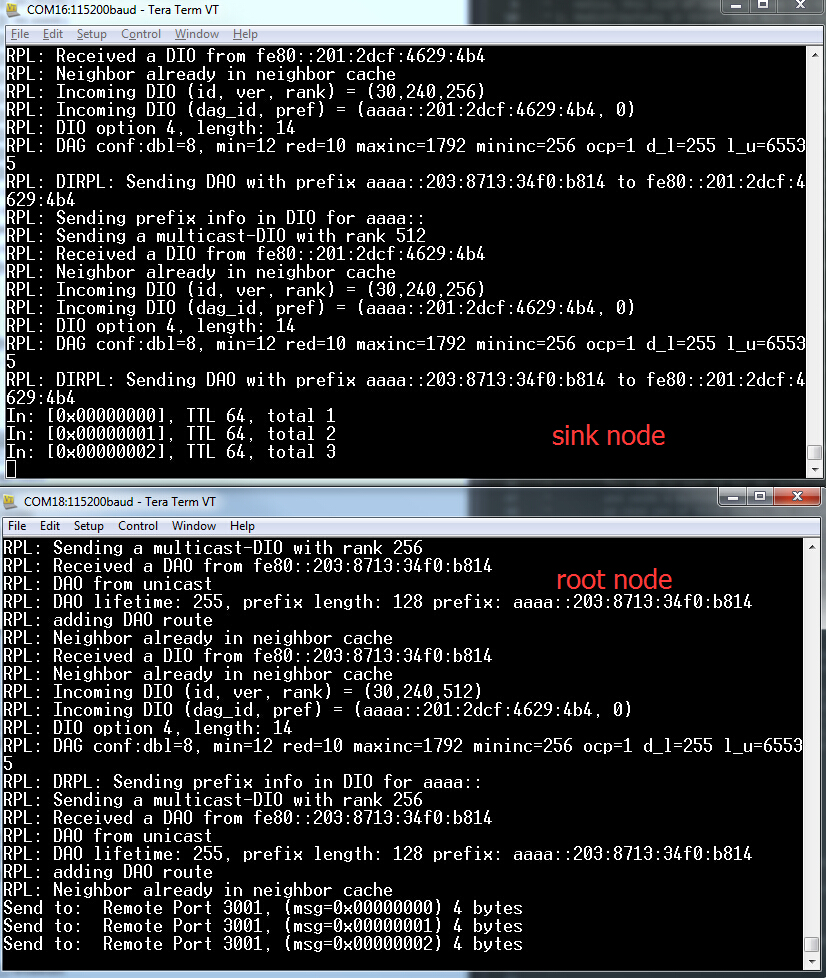 COM16:115200baud - Tera Term VT
File Edit Setup Control Window Help
RPL: Received a DIO from fe80::201:2dcf:4629:4b4
RPL: Neighbor already in neighbor cache
RPL: Incoming DIO (id, ver, rank) = (30,240,256)
RPL: Incoming DIO (dag_id, pref) = (aaaa::201:2dcf:4629:4b4, 0)
RPL: DIO option 4, length: 14
RPL: DAG conf:dbl=8, min=12 red=10 maxinc=1792 mininc=256 ocp=1 d_l=255 l_u=6553
5
RPL: DIRPL: Sending DAO with prefix aaaa::203:8713:34f0:b814 to fe80::201:2dcf:4
629:4b4
RPL: Sending prefix info in DIO for aaaa::
RPL: Sending a multicast-DIO with rank 512
RPL: Received a DIO from fe80::201:2dcf:4629:4b4
RPL: Neighbor already in neighbor cache
RPL: Incoming DIO (id, ver, rank) = (30,240,256)
RPL: Incoming DIO (dag_id, pref) = (aaaa::201:2dcf:4629:4b4, 0)
RPL: DIO option 4, length: 14
RPL: DAG conf:dbl=8, min=12 red=10 maxinc=1792 mininc=256 ocp=1 d_l=255 l_u=6553
5
RPL: DIRPL: Sending DAO with prefix aaaa::203:8713:34f0:b814 to fe80::201:2dcf:4
629:4b4
In: [0x00000000], TTL 64, total 1
In: [0x00000001], TTL 64, total 2
In: [0x00000002], TTL 64, total 3
sink node
COM18:115200baud - Tera Term VT
File Edit Setup Control Window Help
RPL: Sending a multicast-DIO with rank 256
RPL: Received a DAO from fe80::203:8713:34f0:b814
root node
RPL: DAO from unicast
RPL: DAO lifetime: 255, prefix length: 128 prefix: aaaa::203:8713:34f0:b814
RPL: adding DAO route
RPL: Neighbor already in neighbor cache
RPL: Received a DIO from fe80::203:8713:34f0:b814
RPL: Neighbor already in neighbor cache
RPL: Incoming DIO (id, ver, rank) = (30,240,512)
RPL: Incoming DIO (dag_id, pref) = (aaaa::201:2dcf:4629:4b4, 0)
RPL: DIO option 4, length: 14
RPL: DAG conf:dbl=8, min=12 red=10 maxinc=1792 mininc=256 ocp=1 d_l=255 l_u=6553
5
RPL: DRPL: Sending prefix info in DIO for aaaa::
RPL: Sending a multicast-DIO with rank 256
RPL: Received a DAO from fe80::203:8713:34f0:b814
RPL: DAO from unicast
RPL: DAO lifetime: 255, prefix length: 128 prefix: aaaa::203:8713:34f0:b814
RPL: adding DAO route
RPL: Neighbor already in neighbor cache
Send to:  Remote Port 3001, (msg=0x00000000) 4 bytes
Send to:  Remote Port 3001, (msg=0x00000001) 4 bytes
Send to:  Remote Port 3001, (msg=0x00000002) 4 bytes